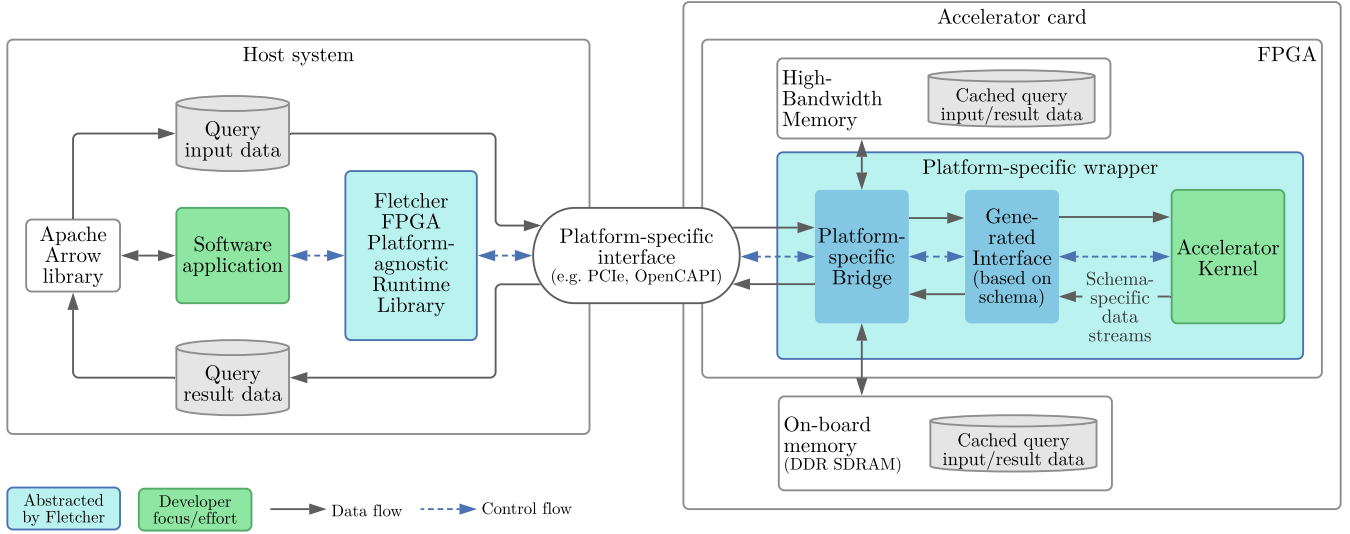 Accelerator card
Host system
FPGA
Query
input data
Apache
Arrow
library
Software
application
Fletcher
FPGA
Platform-
agnostic
Runtime
Library
Query
result data
Platform-specific
interface
(e.g. PCIe, OpenCAPI)
High-
Bandwidth
Memory
Cached query
input/result data
Platform-specific wrapper
Platform-
specific
Bridge
Gene-
rated
Interface
(based on
schema)
Schema-
specific
data
streams
Accelerator
Kernel
On-board
memory
(DDR SDRAM)
Cached query
input/result data
Abstracted
by Fletcher
Developer
focus/effort
Data flow
Control flow